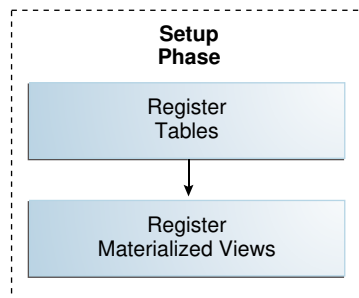 Setup
Phase
Register
Tables
Register
Materialized Views